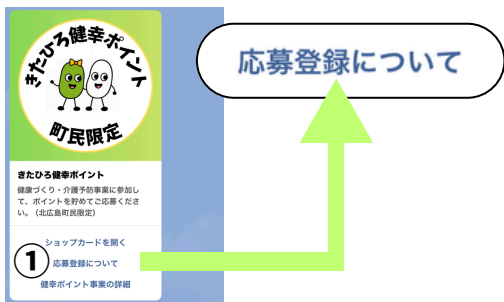 きたひろ健幸ポイント
町民限定
応募登録について
きたひろ健幸ポイント
健康づくり・介護予防事業に参加し
て、ポイントを貯めてご応募くださ
い。（北広島町民限定）
ショップカードを開く
①応募登録について
健幸ポイント事業の詳細